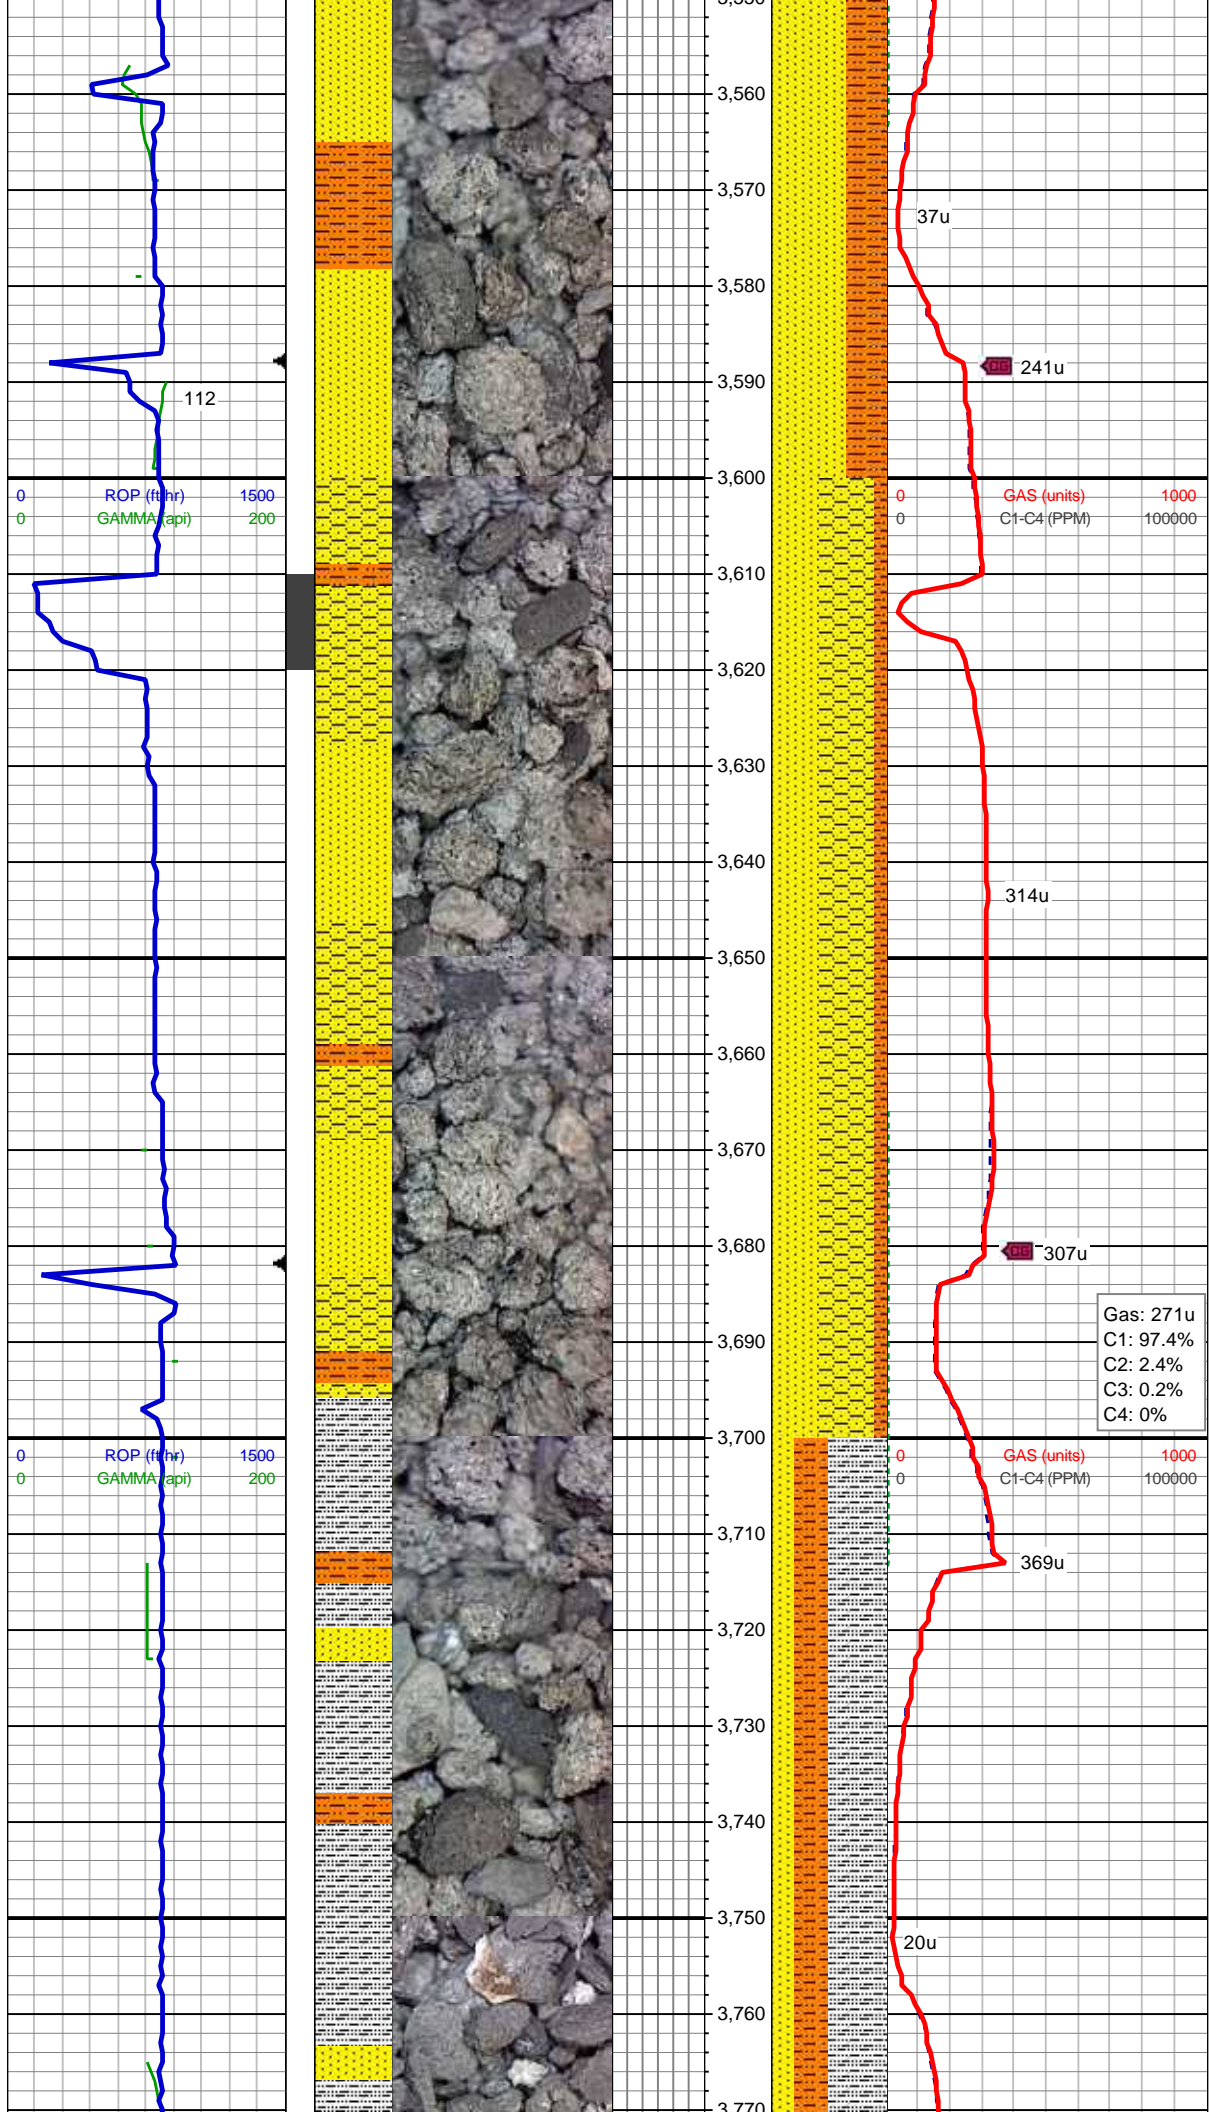 3,550
3,560
3,570
37u
3,580
CG 241u
3,590
112
3,600
0 ROP (ft/hr) 1500
0 GAS (units) 1000
0 GAMMA (api) 200
0 C1-C4 (PPM) 100000
3,610
3,620
3,630
3,640
314u
3,650
3,660
3,670
3,680
CG 307u
Gas: 271u
C1: 97.4%
3,690
C2: 2.4%
C3: 0.2%
C4: 0%
3,700
0 ROP (ft/hr) 1500
0 GAS (units) 1000
0 GAMMA (api) 200
0 C1-C4 (PPM) 100000
3,710
369u
3,720
3,730
3,740
3,750
20u
3,760
3,770